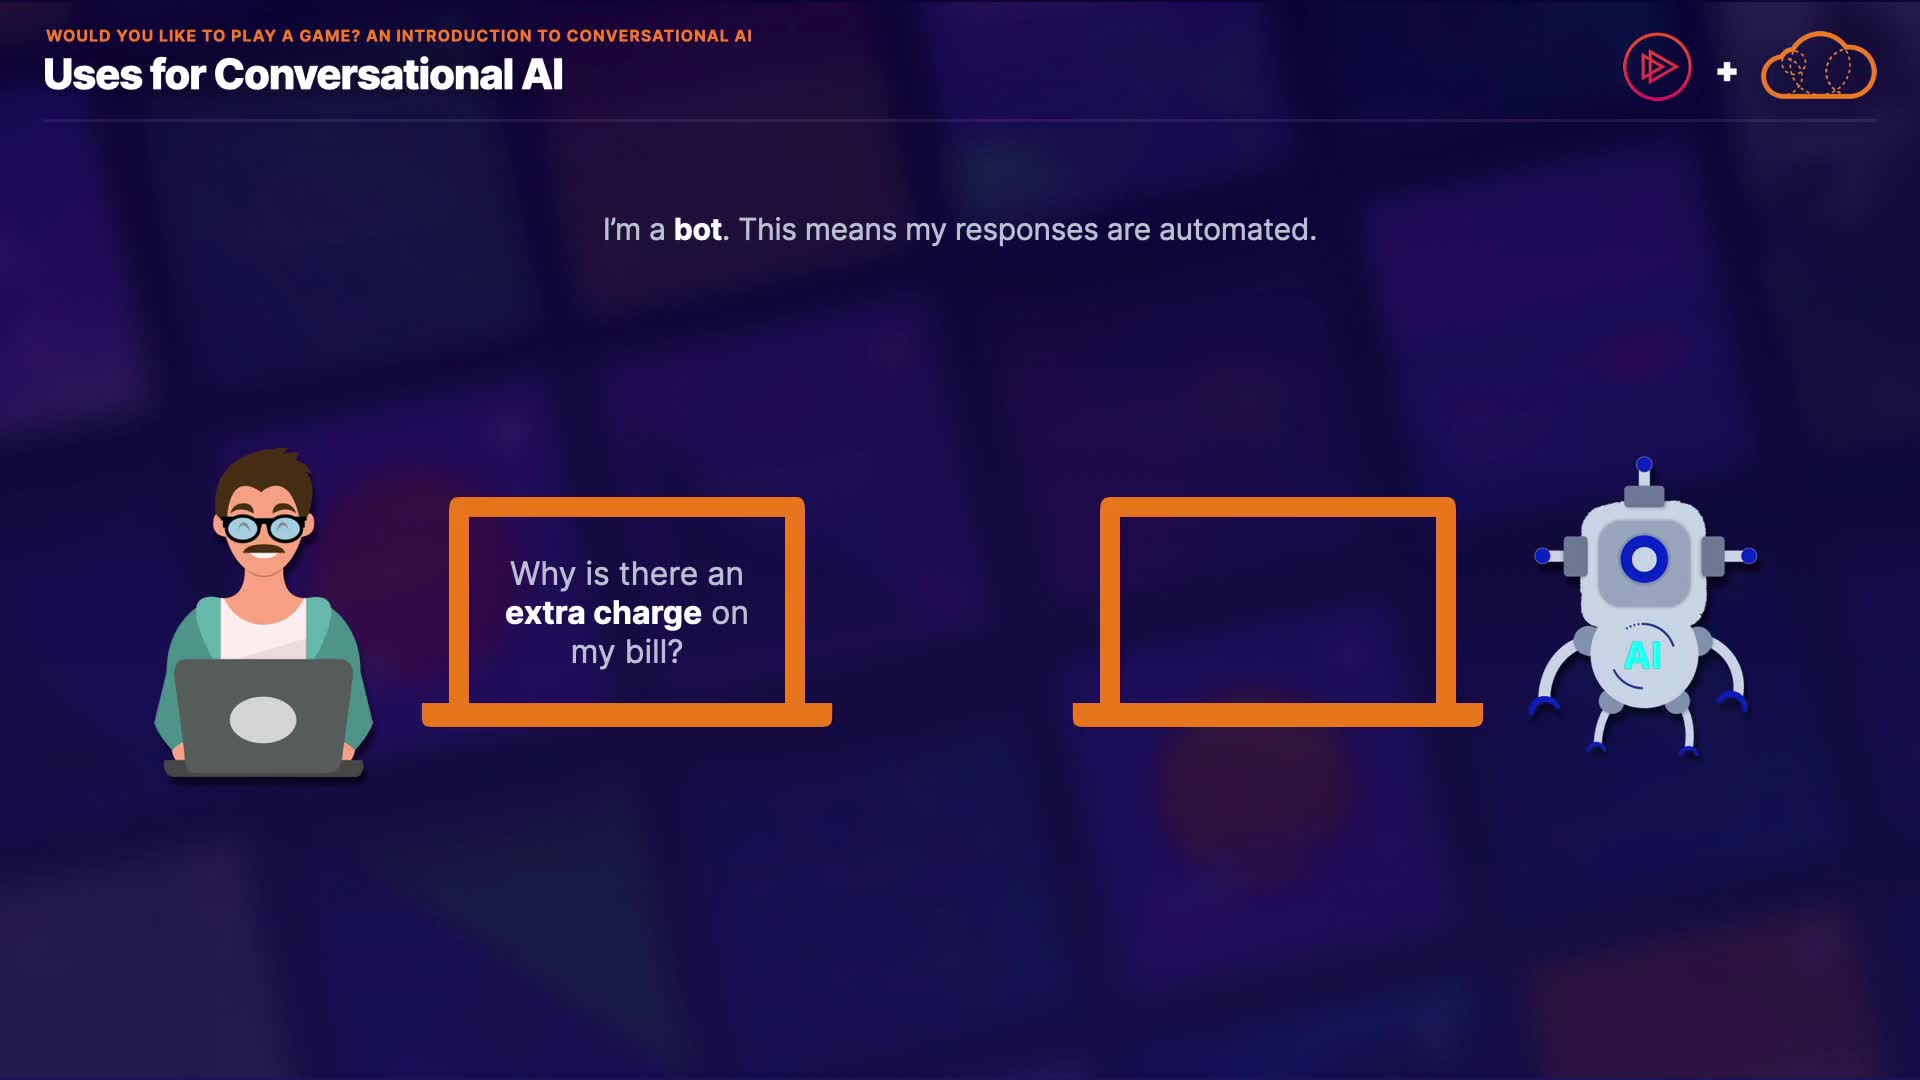 WOULD YOU LIKE TO PLAY A GAME? AN INTRODUCTION TO CONVERSATIONAL AI
Uses for Conversational AI
I’m a bot. This means my responses are automated.
Why is there an
extra charge on
my bill?
AI